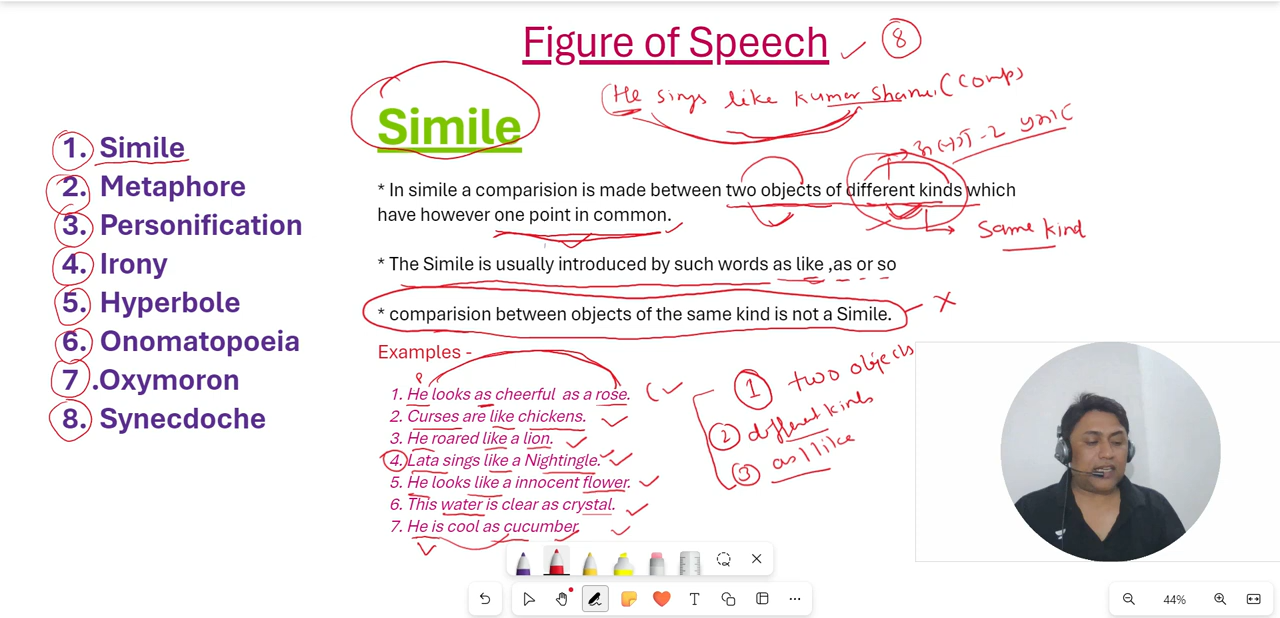 Figure of Speech
8
He sings like kumar Shanu (Comp)
Simile
1. Simile
2. Metaphore
3. Personification
4. Irony
5. Hyperbole
6. Onomatopoeia
7 .Oxymoron
8. Synecdoche
* In simile a comparision is made between two objects of different kinds which
have however one point in common.
Same kind
* The Simile is usually introduced by such words as like ,as or so
* comparision between objects of the same kind is not a Simile.
Examples -
1. He looks as cheerful as a rose.
2. Curses are like chickens.
3. He roared like a lion.
4. Lata sings like a Nightingle.
5. He looks like a innocent flower.
6. This water is clear as crystal.
7. He is cool as cucumber.
1 two objects
2 different kinds
3 as/like
44%